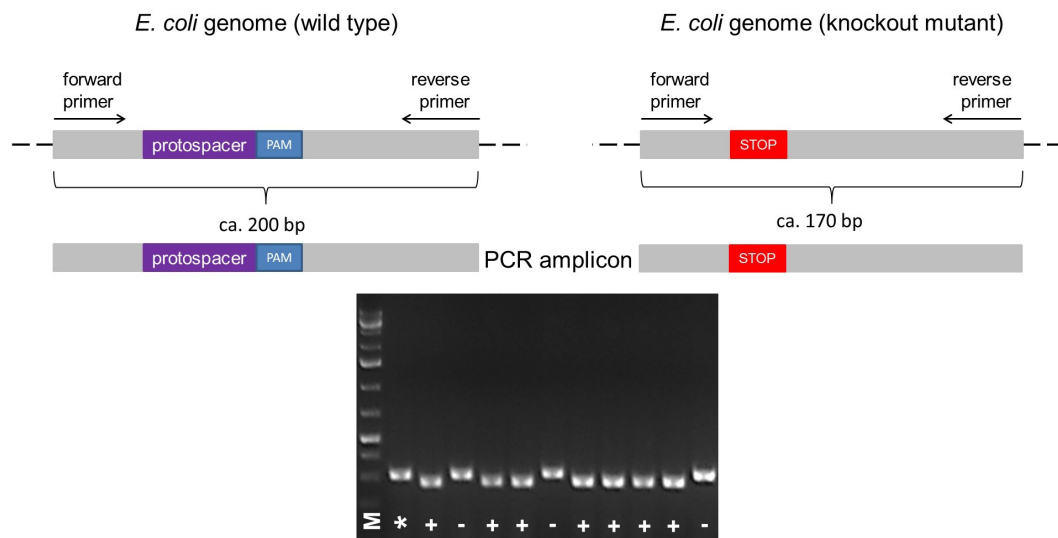 E. coli genome (wild type)
E. coli genome (knockout mutant)
forward
primer
reverse
primer
forward
primer
reverse
primer
protospacer PAM
STOP
ca. 200 bp
ca. 170 bp
protospacer PAM
PCR amplicon
STOP
M * + - + + - + + + + -